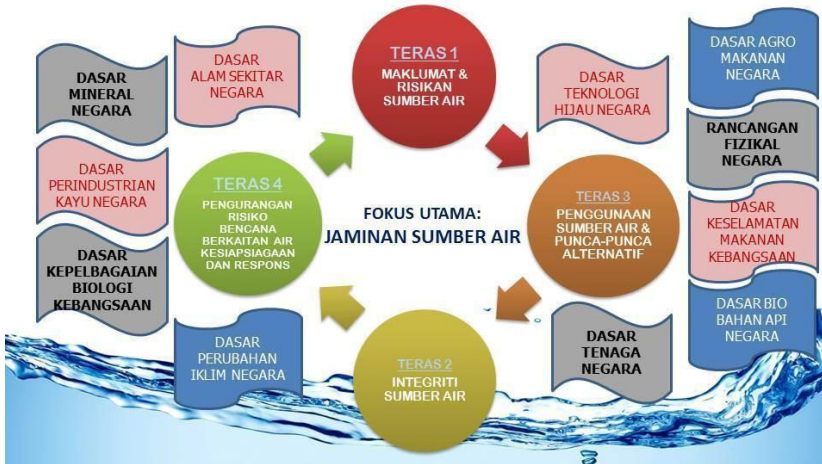 DASAR
MINERAL
NEGARA
DASAR
ALAM SEKITAR
NEGARA
TERAS 1
MAKLUMAT &
RISIKAN
SUMBER AIR
DASAR
TEKNOLOGI
HIJAU NEGARA
DASAR AGRO
MAKANAN
NEGARA
RANCANGAN
FIZIKAL
NEGARA
DASAR
PERINDUSTRIAN
KAYU NEGARA
TERAS 4
PENGURANGAN
RISIKO
BENCANA
BERKAITAN AIR
KESIAPSIAGAAN
DAN RESPONS
FOKUS UTAMA:
JAMINAN SUMBER AIR
TERAS 3
PENGGUNAAN
SUMBER AIR &
PUNCA-PUNCA
ALTERNATIF
DASAR
KESELAMATAN
MAKANAN
KEBANGSAAN
DASAR
KEPELBAGAIAN
BIOLOGI
KEBANGSAAN
DASAR
PERUBAHAN
IKLIM NEGARA
TERAS 2
INTEGRITI
SUMBER AIR
DASAR
TENAGA
NEGARA
DASAR BIO
BAHAN API
NEGARA